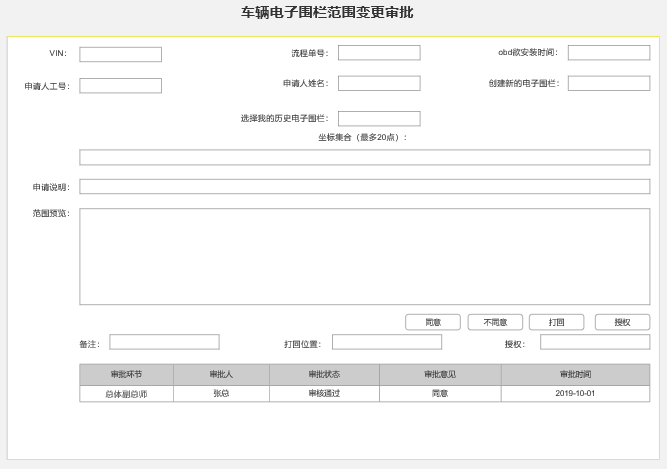 车辆电子围栏范围变更审批
VIN： 流程单号： obd欲安装时间：
申请人工号： 申请人姓名： 创建新的电子围栏：
选择我的历史电子围栏：
坐标集合（最多20点）：
申请说明：
范围预览：
同意 不同意 打回 授权
备注： 打回位置： 授权：
审批环节 审批人 审批状态 审批意见 审批时间
总体副总师 张总 审核通过 同意 2019-10-01